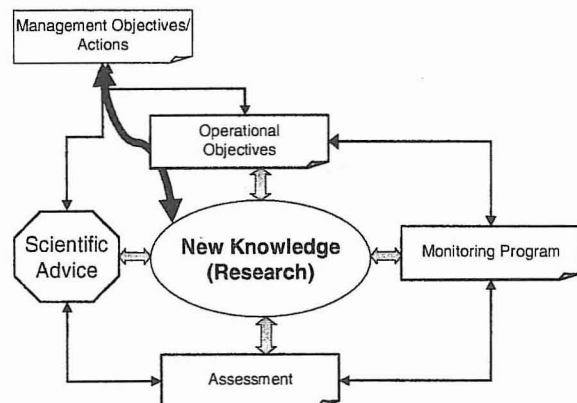 Management Objectives/
Actions
Operational
Objectives
Scientific
Advice
New Knowledge
(Research)
Monitoring Program
Assessment